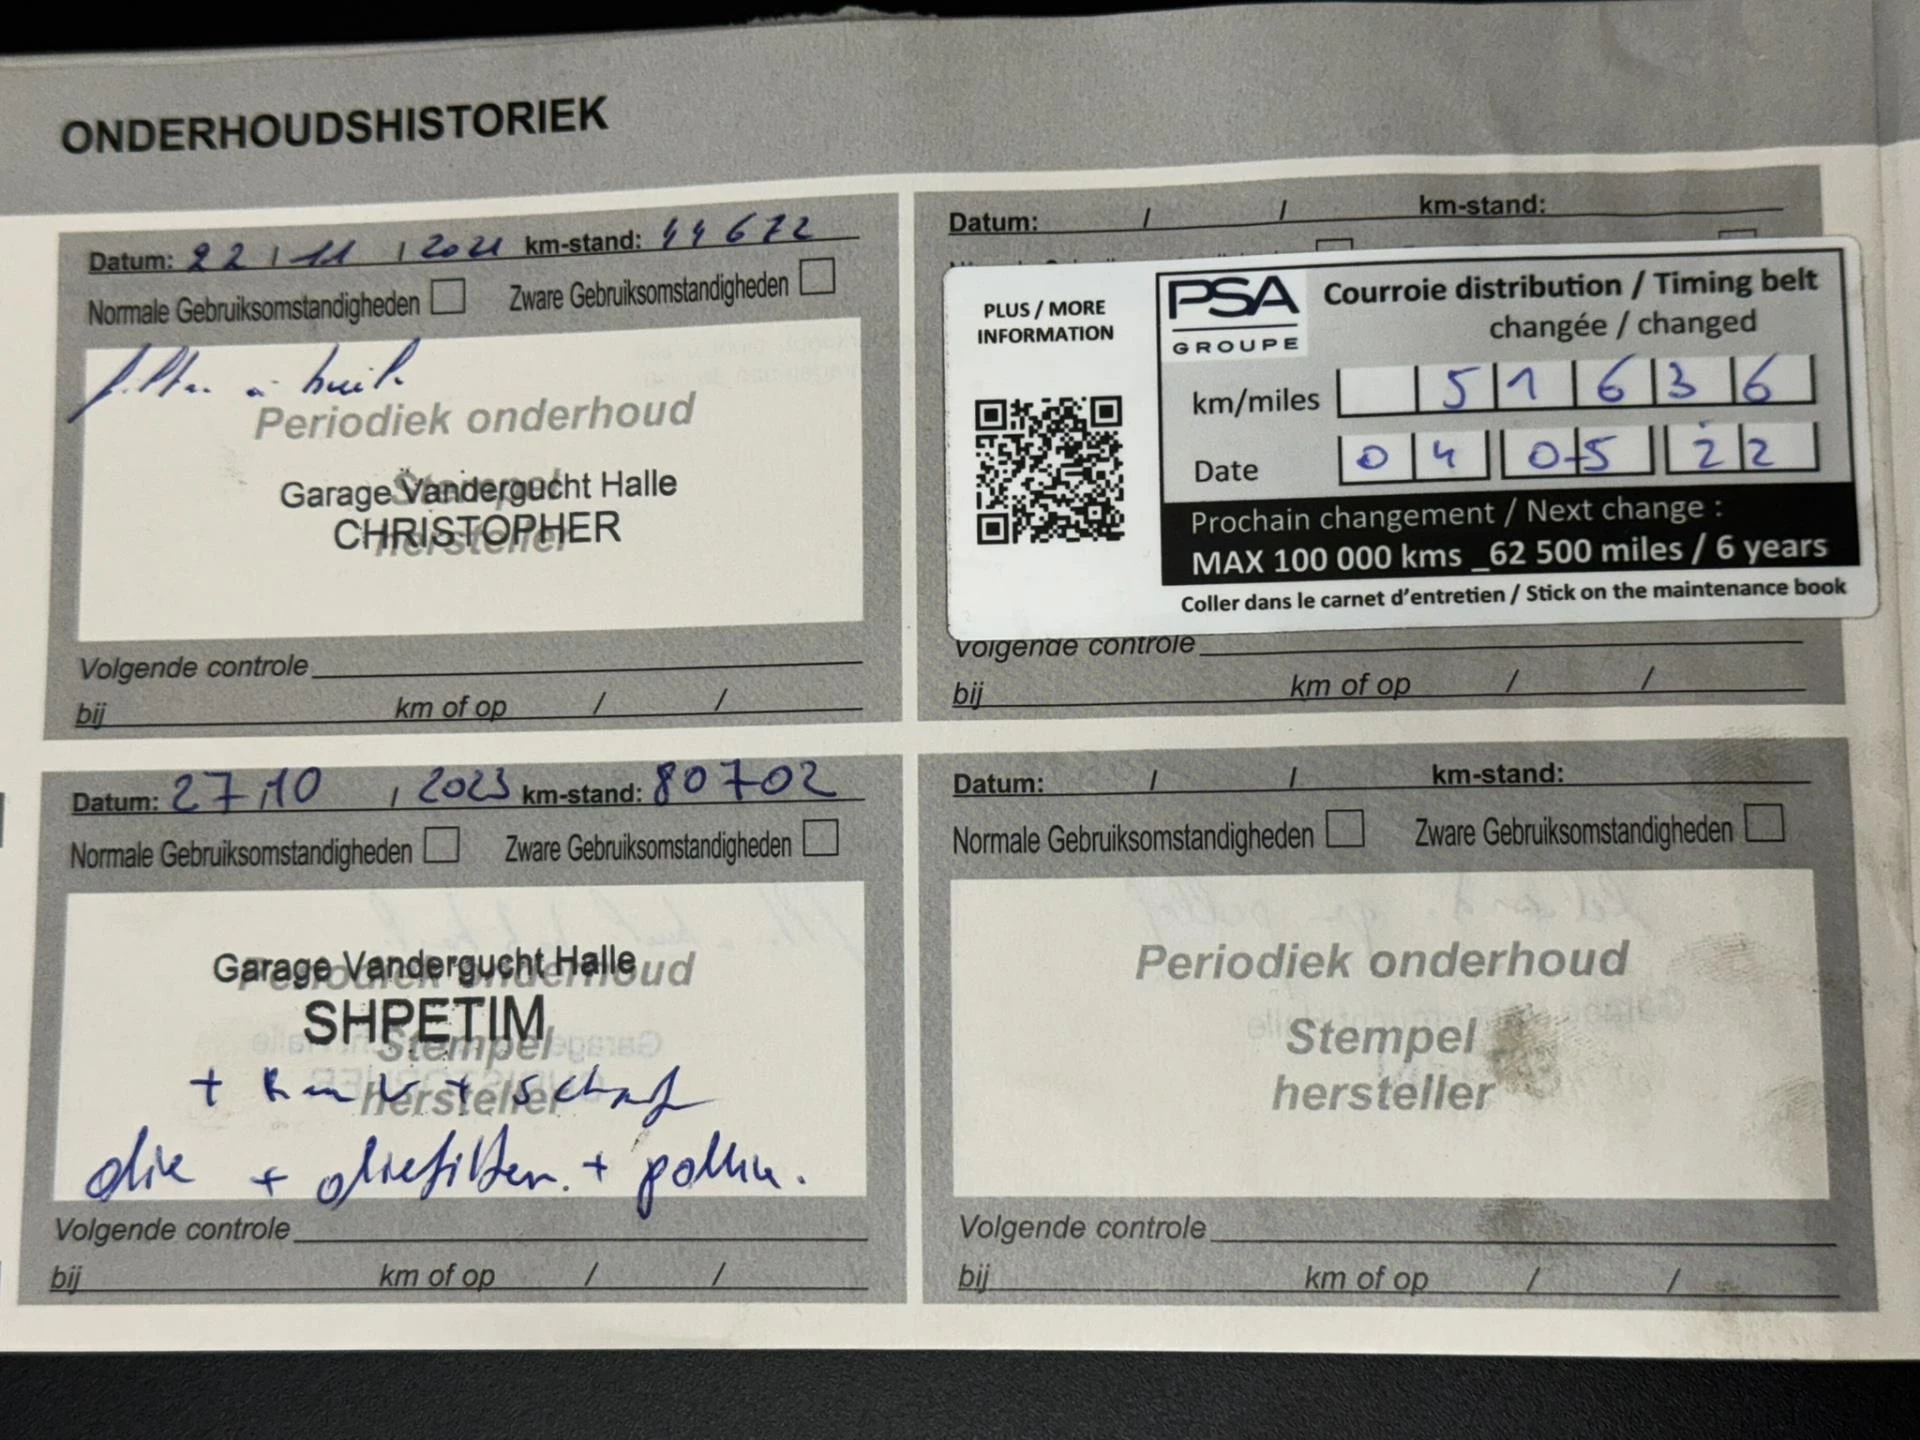 ONDERHOUDSHISTORIEK
Datum: 22 / 11 / 2021 km-stand: 44672
Normale Gebruiksomstandigheden Zware Gebruiksomstandigheden
Periodiek onderhoud
Stempel
hersteller
Garage Vandergucht Halle
CHRISTOPHER
Volgende controle
bij km of op / /
Datum: / / km-stand:
PLUS / MORE
INFORMATION
PSA
GROUPE
Courroie distribution / Timing belt
changée / changed
km/miles 51636
Date 04 05 22
Prochain changement / Next change :
MAX 100 000 kms _62 500 miles / 6 years
Coller dans le carnet d'entretien / Stick on the maintenance book
Volgende controle
bij km of op / /
Datum: 27/10 / 2023 km-stand: 80702
Normale Gebruiksomstandigheden Zware Gebruiksomstandigheden
Periodiek onderhoud
Stempel
hersteller
Garage Vandergucht Halle
SHPETIM
olie + oliefilter. +
Volgende controle
bij km of op / /
Datum: / / km-stand:
Normale Gebruiksomstandigheden Zware Gebruiksomstandigheden
Periodiek onderhoud
Stempel
hersteller
Volgende controle
bij km of op / /